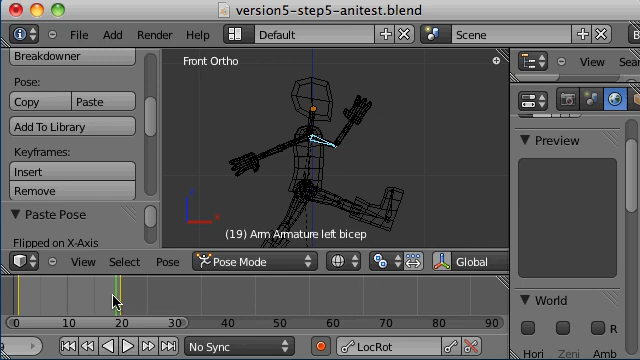 version5-step5-anitest.blend
File Add Render Help Default Scene
Breakdowner
Front Ortho
View Sear
Pose:
Copy Paste
Add To Library
Preview
Keyframes:
Insert
Remove
Paste Pose
(19) Arm Armature left bicep
Flipped on X-Axis
View Select Pose Pose Mode Global
World
0 10 20 30 40 50 60 70 80 90
R
9 No Sync LocRot
Hori Zeni Amb